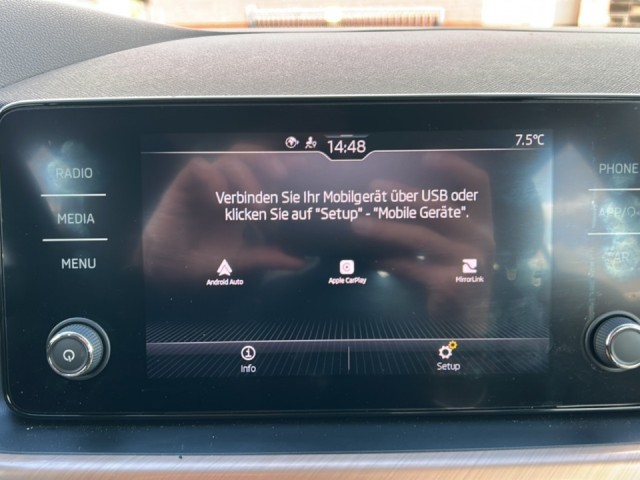 14:48
7.5°C
RADIO
MEDIA
MENU
PHONE
Verbinden Sie Ihr Mobilgerät über USB oder
klicken Sie auf "Setup" - "Mobile Geräte".
Android Auto
Apple CarPlay
MirrorLink
Info
Setup